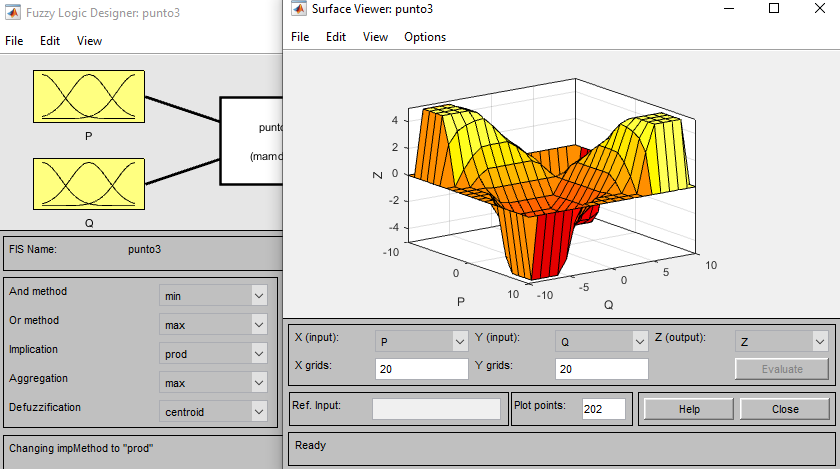 Fuzzy Logic Designer: punto3
File Edit View
P
Q
FIS Name: punto3
And method min
Or method max
Implication prod
Aggregration max
Defuzzification centroid
Changing impMethod to "prod"
Surface Viewer: punto3
File Edit View Options
4
2
0
-2
-4
Z
-10
0
10
P
-10
-5
0
5
10
Q
X (input): P Y (input): Q Z (output): Z
X grids: 20 Y grids: 20 Evaluate
Ref. Input: Plot points: 202 Help Close
Ready